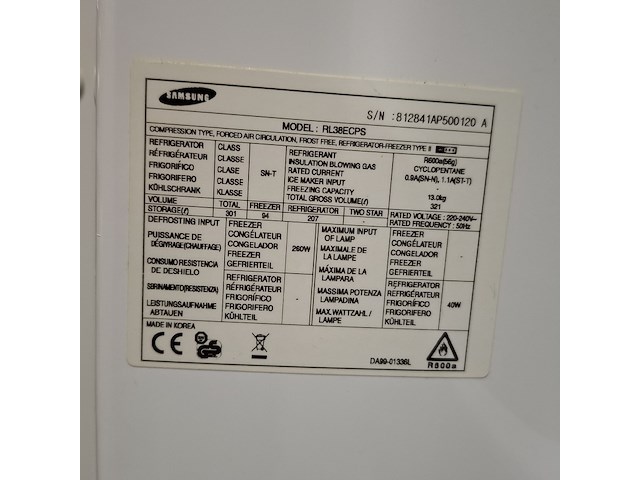 SAMSUNG
S/N :812841AP500120 A
MODEL: RL38ECPS
COMPRESSION TYPE, FORCED AIR CIRCULATION, FROST FREE, REFRIGERATOR-FREEZER TYPE II
REFRIGERATOR CLASS
RÉFRIGÉRATEUR CLASSE
FRIGORÍFICO CLASE
FRIGORIFERO CLASSE
KÜHLSCHRANK KLASSE
SN-T
REFRIGERANT R600a(56g)
INSULATION BLOWING GAS CYCLOPENTANE
RATED CURRENT 0.9A(SN-N), 1.1A(ST-T)
ICE MAKER INPUT -
FREEZING CAPACITY 13.0kg
TOTAL GROSS VOLUME(ℓ) 321
VOLUME TOTAL FREEZER REFRIGERATOR TWO STAR
STORAGE(ℓ) 301 94 207 -
RATED VOLTAGE : 220-240V~
RATED FREQUENCY : 50Hz
DEFROSTING INPUT
PUISSANCE DE
DÉGIVRAGE(CHAUFFAGE)
CONSUMO RESISTENCIA
DE DESHIELO
SBRINAMENTO(RESISTENZA)
LEISTUNGSAUFNAHME
ABTAUEN
FREEZER
CONGÉLATEUR
CONGELADOR
FREEZER
GEFRIERTEIL
REFRIGERATOR
RÉFRIGÉRATEUR
FRIGORÍFICO
FRIGORIFERO
KÜHLTEIL
260W
MAXIMUM INPUT
OF LAMP
MAXIMALE DE
LA LAMPE
MÁXIMA DE LA
LAMPARA
MASSIMA POTENZA
LAMPADINA
MAX.WATTZAHL /
LAMPE
FREEZER
CONGÉLATEUR
CONGELADOR
FREEZER
GEFRIERTEIL
-
REFRIGERATOR
RÉFRIGÉRATEUR
FRIGORÍFICO
FRIGORIFERO
KÜHLTEIL
40W
MADE IN KOREA
CE
DA99-01336L
R600a